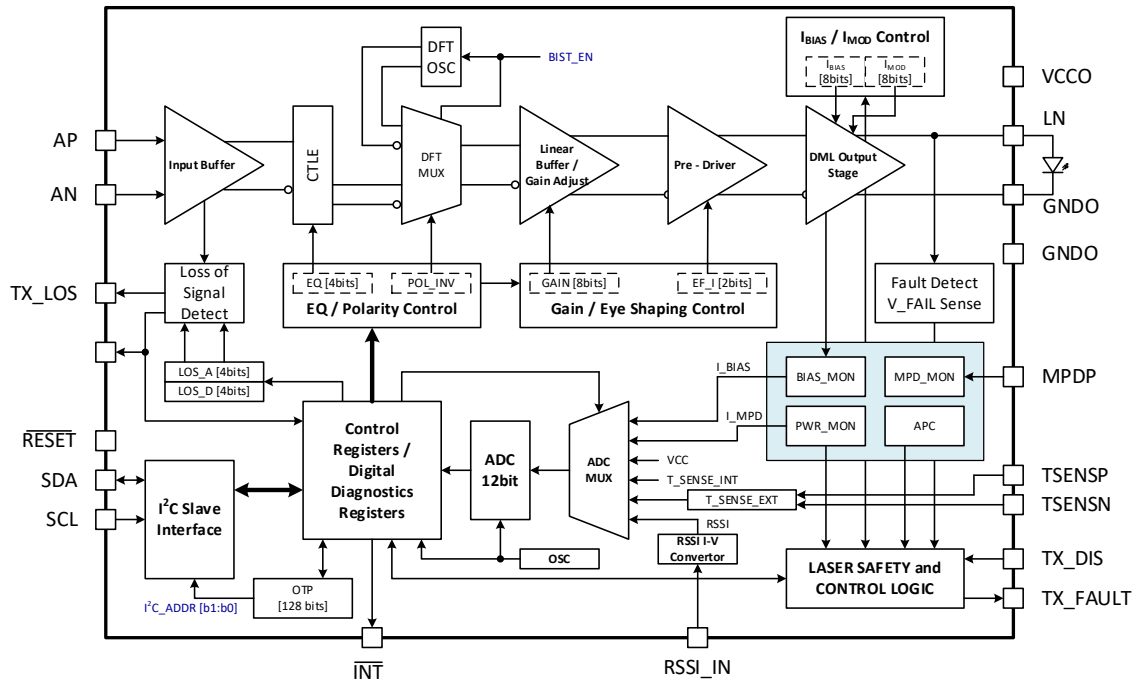 DFT
OSC
BIST_EN
I_BIAS / I_MOD Control
I_BIAS
[8bits]
I_MOD
[8bits]
VCCO
LN
AP
AN
Input Buffer
CTLE
DFT
MUX
Linear
Buffer /
Gain Adjust
Pre - Driver
DML Output
Stage
GNDO
GNDO
TX_LOS
Loss of
Signal
Detect
EQ [4bits]
POL_INV
EQ / Polarity Control
GAIN [8bits]
EF_I [2bits]
Gain / Eye Shaping Control
Fault Detect
V_FAIL Sense
LOS_A [4bits]
LOS_D [4bits]
I_BIAS
BIAS_MON
MPD_MON
MPDP
I_MPD
PWR_MON
APC
RESET
SDA
SCL
I²C Slave
Interface
Control
Registers /
Digital
Diagnostics
Registers
ADC
12bit
ADC
MUX
VCC
T_SENSE_INT
T_SENSE_EXT
RSSI
RSSI I-V
Convertor
OSC
TSENSP
TSENSN
LASER SAFETY and
CONTROL LOGIC
TX_DIS
TX_FAULT
OTP
[128 bits]
I²C_ADDR [b1:b0]
INT
RSSI_IN